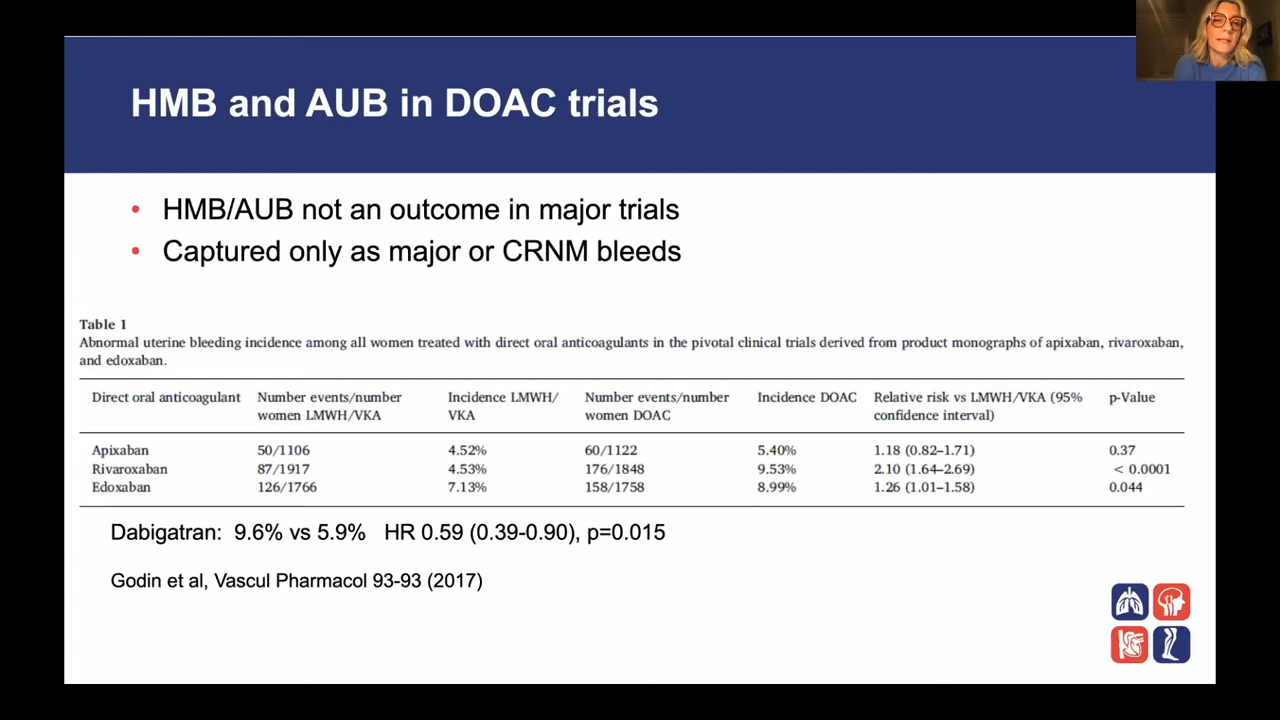 HMB and AUB in DOAC trials
• HMB/AUB not an outcome in major trials
• Captured only as major or CRNM bleeds
Table 1
Abnormal uterine bleeding incidence among all women treated with direct oral anticoagulants in the pivotal clinical trials derived from product monographs of apixaban, rivaroxaban,
and edoxaban.
Direct oral anticoagulant Number events/number Incidence LMWH/ Number events/number Incidence DOAC Relative risk vs LMWH/VKA (95% p-Value
women LMWH/VKA VKA women DOAC confidence interval)
Apixaban 50/1106 4.52% 60/1122 5.40% 1.18 (0.82–1.71) 0.37
Rivaroxaban 87/1917 4.53% 176/1848 9.53% 2.10 (1.64–2.69) < 0.0001
Edoxaban 126/1766 7.13% 158/1758 8.99% 1.26 (1.01–1.58) 0.044
Dabigatran: 9.6% vs 5.9% HR 0.59 (0.39-0.90), p=0.015
Godin et al, Vascul Pharmacol 93-93 (2017)